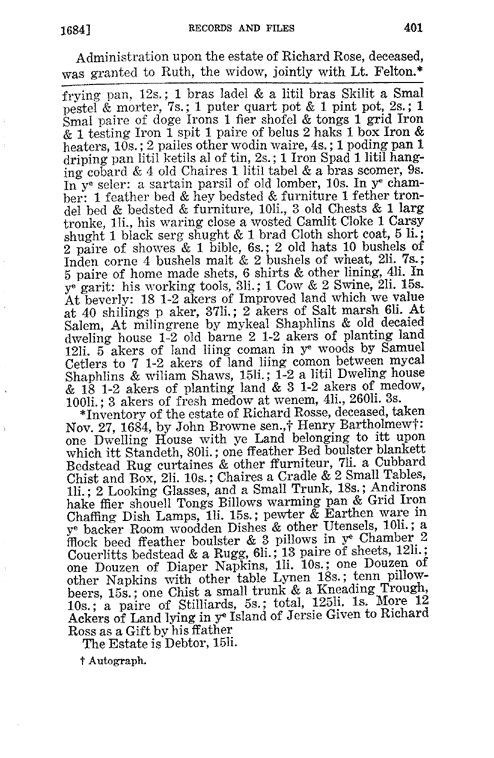 1684] RECORDS AND FILES 401
Administration upon the estate of Richard Rose, deceased,
was granted to Ruth, the widow, jointly with Lt. Felton.*
frying pan, 12s.; 1 bras ladel & a litil bras Skilit a Smal
pestel & morter, 7s.; 1 puter quart pot & 1 pint pot, 2s.; 1
Smal paire of doge Irons 1 fier shofel & tongs 1 grid Iron
& 1 testing Iron 1 spit 1 paire of belus 2 haks 1 box Iron &
heaters, 10s.; 2 pailes other wodin waire, 4s.; 1 poding pan 1
driping pan litil ketils al of tin, 2s.; 1 Iron Spad 1 litil hang-
ing cobard & 4 old Chaires 1 litil tabel & a bras scomer, 9s.
In yᵉ seler: a sartain parsil of old lomber, 10s. In yᵉ cham-
ber: 1 feather bed & hey bedsted & furniture 1 fether tron-
del bed & bedsted & furniture, 10li., 3 old Chests & 1 larg
tronke, 1li., his waring close a wosted Camlit Cloke 1 Carsy
shught 1 black serg shught & 1 brad Cloth short coat, 5 li.;
2 paire of showes & 1 bible, 6s.; 2 old hats 10 bushels of
Inden corne 4 bushels malt & 2 bushels of wheat, 2li. 7s.;
5 paire of home made shets, 6 shirts & other lining, 4li. In
yᵉ garit: his working tools, 3li.; 1 Cow & 2 Swine, 2li. 15s.
At beverly: 18 1-2 akers of Improved land which we value
at 40 shilings p aker, 37li.; 2 akers of Salt marsh 6li. At
Salem, At milingrene by mykeal Shaphlins & old decaied
dweling house 1-2 old barne 2 1-2 akers of planting land
12li. 5 akers of land liing coman in yᵉ woods by Samuel
Cetlers to 7 1-2 akers of land liing comon between mycal
Shaphlins & wiliam Shaws, 15li.; 1-2 a litil Dweling house
& 18 1-2 akers of planting land & 3 1-2 akers of medow,
100li.; 3 akers of fresh medow at wenem, 4li., 260li. 3s.
*Inventory of the estate of Richard Rosse, deceased, taken
Nov. 27, 1684, by John Browne sen.,† Henry Bartholmew†:
one Dwelling House with ye Land belonging to itt upon
which itt Standeth, 80li.; one ffeather Bed boulster blankett
Bedstead Rug curtaines & other ffurniteur, 7li. a Cubbard
Chist and Box, 2li. 10s.; Chaires a Cradle & 2 Small Tables,
1li.; 2 Looking Glasses, and a Small Trunk, 18s.; Andirons
hake ffier shouell Tongs Billows warming pan & Grid Iron
Chaffing Dish Lamps, 1li. 15s.; pewter & Earthen ware in
yᵉ backer Room wodden Dishes & other Utensels, 10li.; a
fflock beed ffeather boulster & 3 pillows in yᵉ Chamber 2
Couerlitts bedstead & a Rugg, 6li.; 13 paire of sheets, 12li.;
one Douzen of Diaper Napkins, 1li. 10s.; one Douzen of
other Napkins with other table Lynen 18s.; tenn pillow-
beers, 15s.; one Chist a small trunk & a Kneading Trough,
10s.; a paire of Stilliards, 5s.; total, 125li. 1s. More 12
Ackers of Land lying in yᵉ Island of Jersie Given to Richard
Ross as a Gift by his ffather
The Estate is Debtor, 15li.
† Autograph.